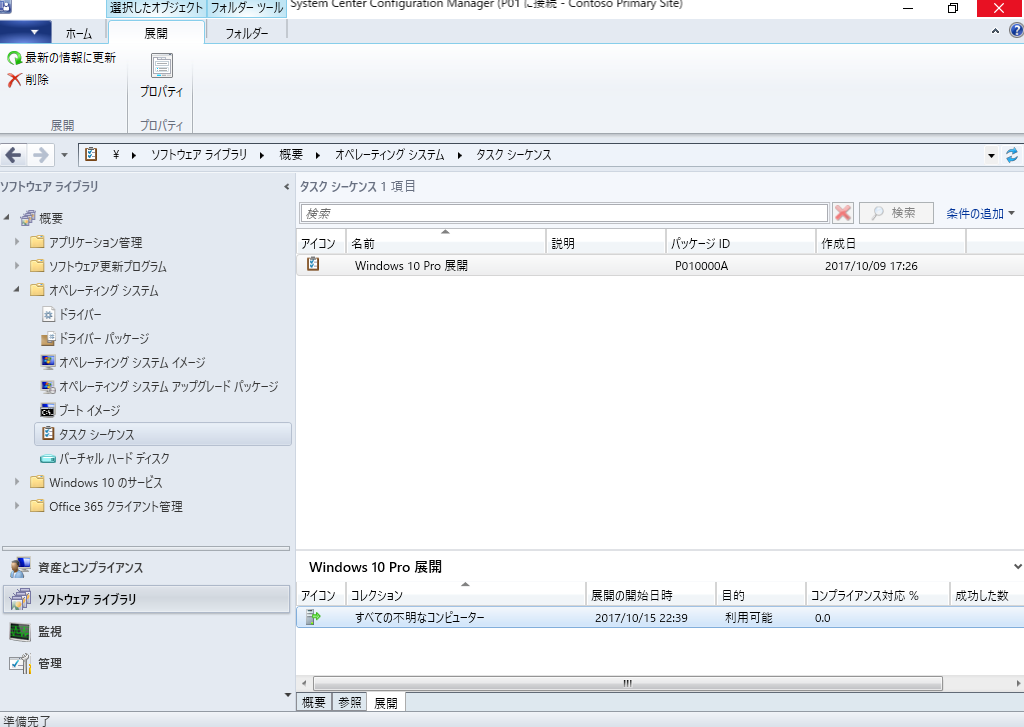 選択したオブジェクト フォルダー ツール System Center Configuration Manager (P01 に接続 - Contoso Primary Site)
ホーム 展開 フォルダー
最新の情報に更新
削除
プロパティ
展開 プロパティ
¥ ソフトウェア ライブラリ 概要 オペレーティング システム タスク シーケンス
ソフトウェア ライブラリ
概要
アプリケーション管理
ソフトウェア更新プログラム
オペレーティング システム
ドライバー
ドライバー パッケージ
オペレーティング システム イメージ
オペレーティング システム アップグレード パッケージ
ブート イメージ
タスク シーケンス
バーチャル ハード ディスク
Windows 10 のサービス
Office 365 クライアント管理
資産とコンプライアンス
ソフトウェア ライブラリ
監視
管理
タスク シーケンス 1 項目
検索 検索 条件の追加
アイコン 名前 説明 パッケージ ID 作成日
Windows 10 Pro 展開 P010000A 2017/10/09 17:26
Windows 10 Pro 展開
アイコン コレクション 展開の開始日時 目的 コンプライアンス対応 % 成功した数
すべての不明なコンピューター 2017/10/15 22:39 利用可能 0.0
概要 参照 展開
準備完了